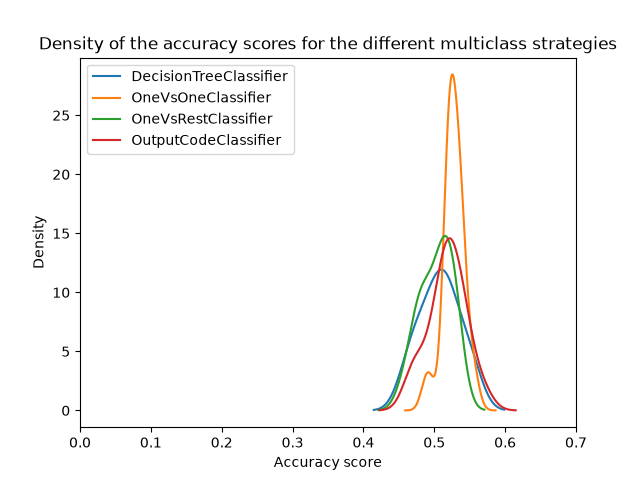 Density of the accuracy scores for the different multiclass strategies
DecisionTreeClassifier
OneVsOneClassifier
OneVsRestClassifier
OutputCodeClassifier
25
20
15
10
5
0
Density
0.0 0.1 0.2 0.3 0.4 0.5 0.6 0.7
Accuracy score